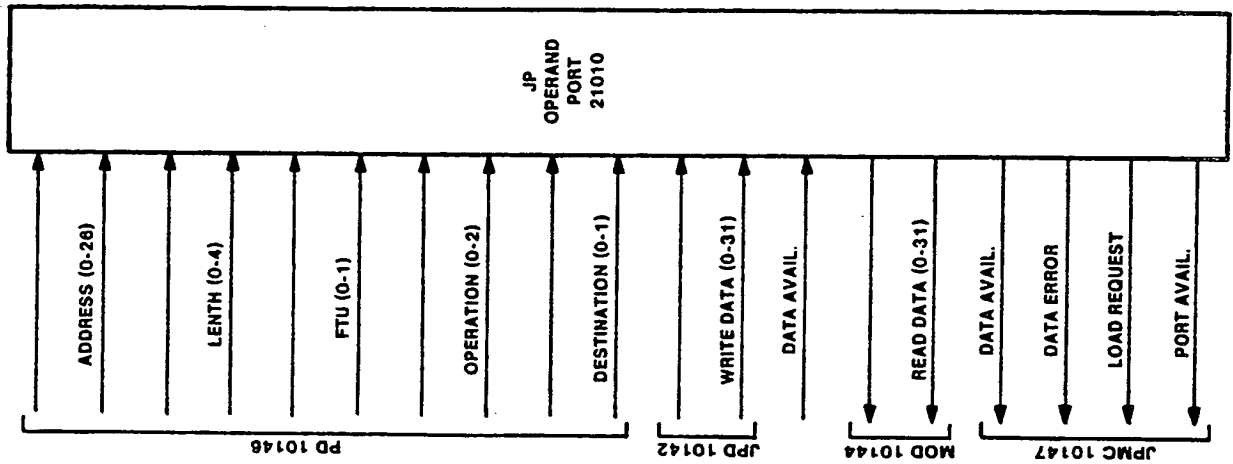 JP
OPERAND
PORT
21010
ADDRESS (0-26)
LENTH (0-4)
FTU (0-1)
OPERATION (0-2)
DESTINATION (0-1)
WRITE DATA (0-31)
DATA AVAIL.
READ DATA (0-31)
DATA AVAIL.
DATA ERROR
LOAD REQUEST
PORT AVAIL.
PD 10146
JPD 10142
MOD 10144
JPMC 10147